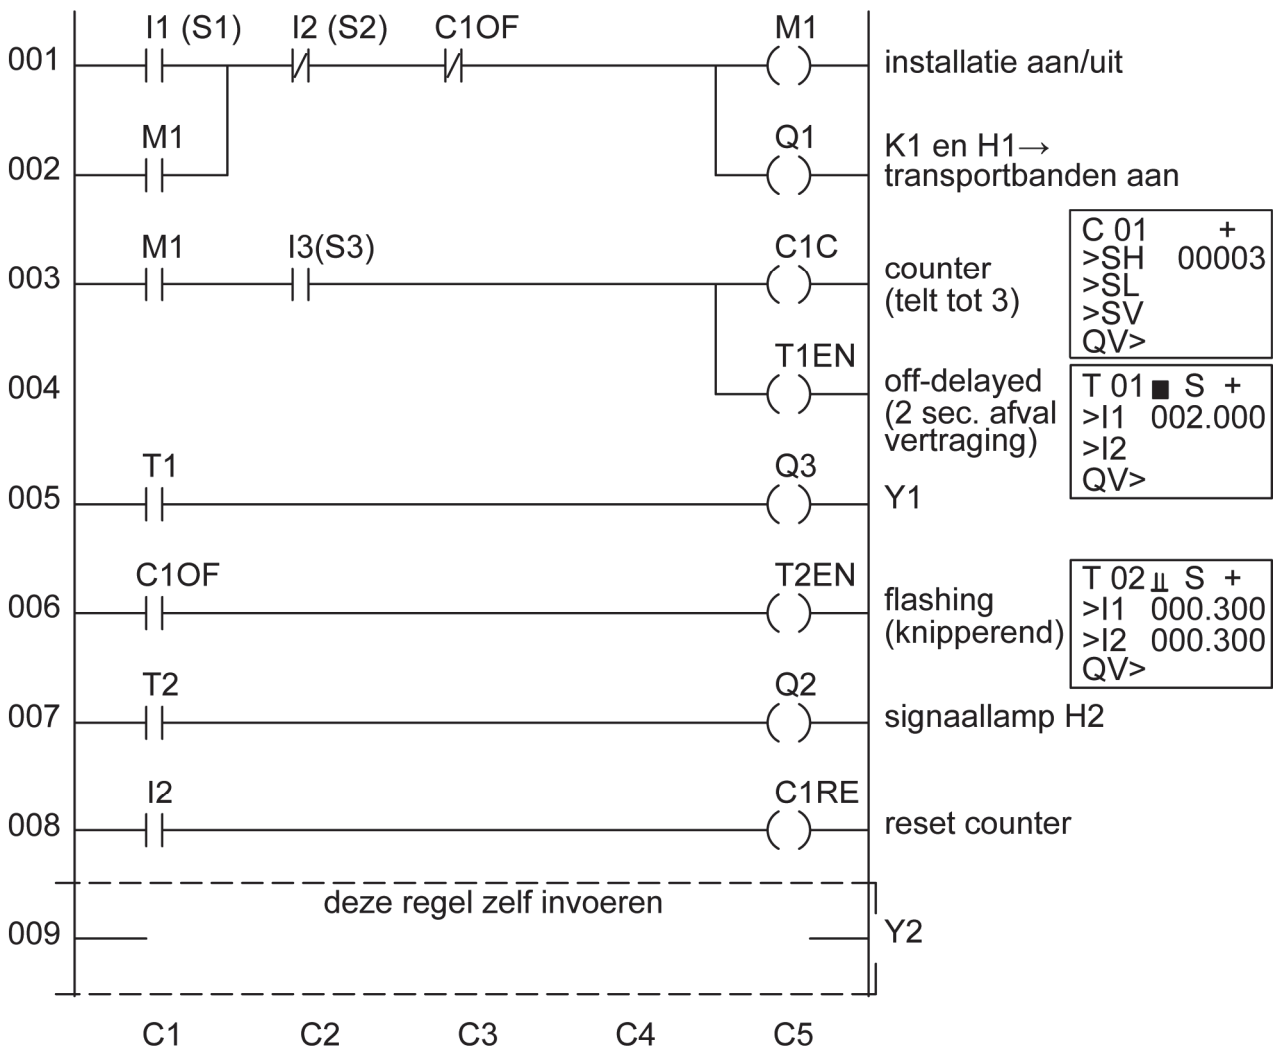 I1 (S1) I2 (S2) C1OF M1
001 installatie aan/uit
M1 Q1
002 K1 en H1→
transportbanden aan
M1 I3(S3) C1C
003 counter
(telt tot 3)
C 01 +
>SH 00003
>SL
>SV
QV>
T1EN
004 off-delayed
(2 sec. afval
vertraging)
T 01 ■ S +
>I1 002.000
>I2
QV>
T1 Q3
005 Y1
C1OF T2EN
006 flashing
(knipperend)
T 02 ⫫ S +
>I1 000.300
>I2 000.300
QV>
T2 Q2
007 signaallamp H2
I2 C1RE
008 reset counter
deze regel zelf invoeren
009 Y2
C1 C2 C3 C4 C5